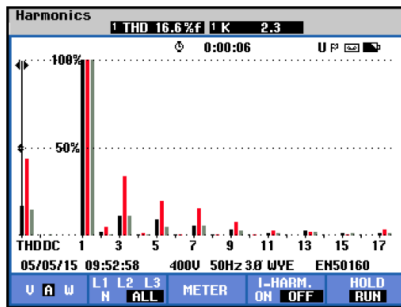 Harmonics
1 THD 16.6%f 1 K 2.3
0:00:06 U
100%
50%
THDDC 1 3 5 7 9 11 13 15 17
05/05/15 09:52:58 400V 50Hz 3Ø WYE EN50160
V A W L1 L2 L3 METER I-HARM. HOLD
N ALL ON OFF RUN